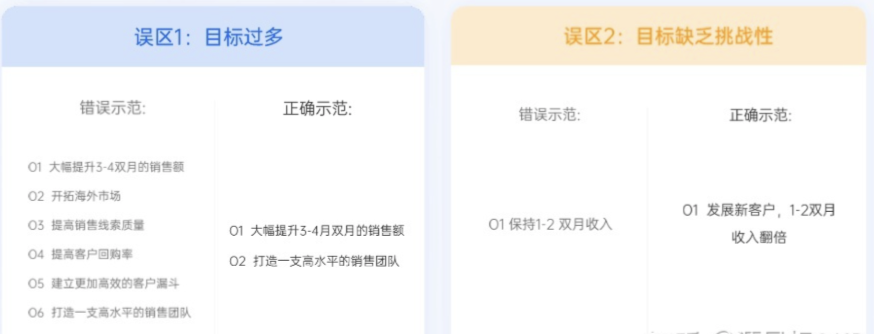 误区1：目标过多
错误示范:
正确示范:
O1 大幅提升3-4双月的销售额
O2 开拓海外市场
O3 提高销售线索质量
O4 提高客户回购率
O5 建立更加高效的客户漏斗
O6 打造一支高水平的销售团队
O1 大幅提升3-4月双月的销售额
O2 打造一支高水平的销售团队
误区2：目标缺乏挑战性
错误示范:
正确示范:
O1 保持1-2 双月收入
O1 发展新客户，1-2双月
收入翻倍